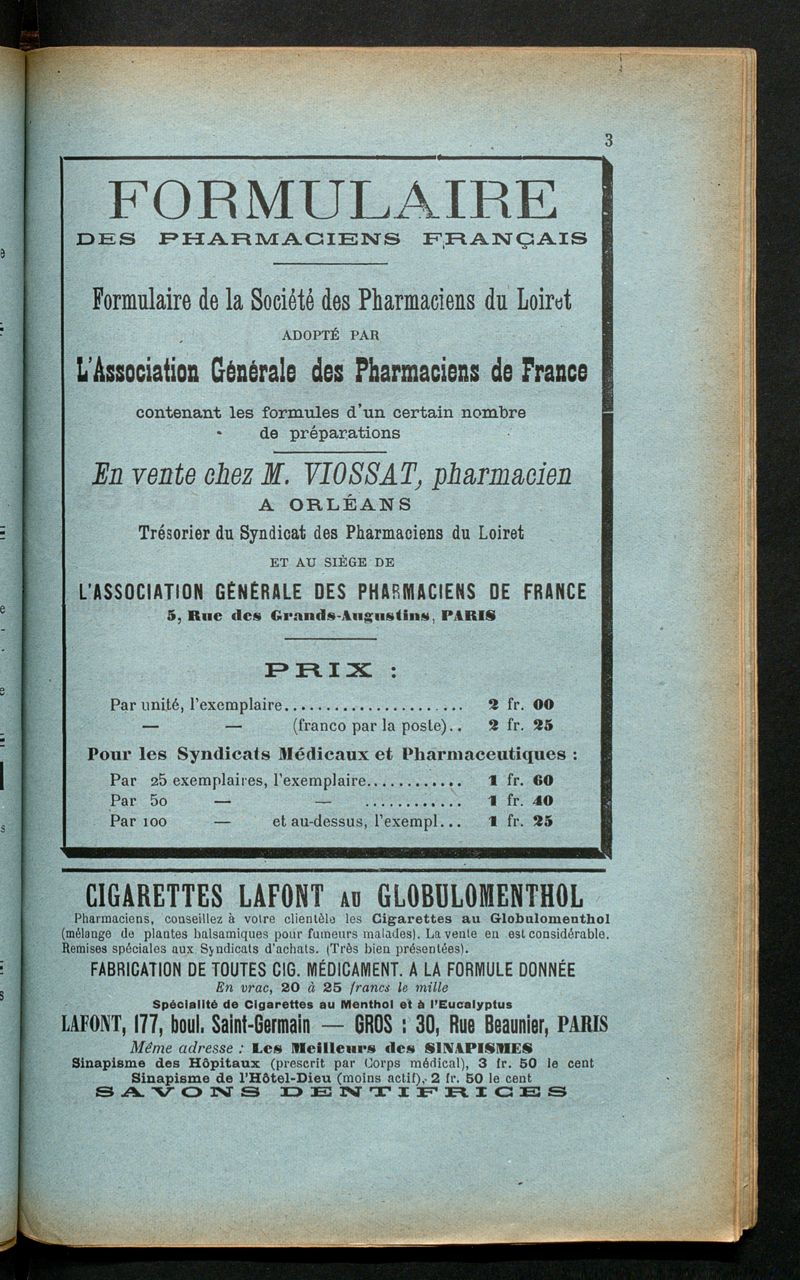 3
FORMULAIRE
DES PHARMACIENS FRANÇAIS
Formulaire de la Société des Pharmaciens du Loiret
ADOPTÉ PAR
L'Association Générale des Pharmaciens de France
contenant les formules d'un certain nombre
de préparations
En vente chez M. VIOSSAT, pharmacien
A ORLÉANS
Trésorier du Syndicat des Pharmaciens du Loiret
ET AU SIÈGE DE
L'ASSOCIATION GÉNÉRALE DES PHARMACIENS DE FRANCE
5, Rue des Grands-Augustins, PARIS
PRIX :
Par unité, l'exemplaire...................... 2 fr. 00
— — (franco par la poste).. 2 fr. 25
Pour les Syndicats Médicaux et Pharmaceutiques :
Par 25 exemplaires, l'exemplaire............ 1 fr. 60
Par 50 — — ............ 1 fr. 40
Par 100 — et au-dessus, l'exempl... 1 fr. 25
CIGARETTES LAFONT AU GLOBULOMENTHOL
Pharmaciens, conseillez à votre clientèle les Cigarettes au Globulomenthol
(mélange de plantes balsamiques pour fumeurs malades). La vente en est considérable.
Remises spéciales aux Syndicats d'achats. (Très bien présentées).
FABRICATION DE TOUTES CIG. MÉDICAMENT. A LA FORMULE DONNÉE
En vrac, 20 à 25 francs le mille
Spécialité de Cigarettes au Menthol et à l'Eucalyptus
LAFONT, 177, boul. Saint-Germain — GROS : 30, Rue Beaunier, PARIS
Même adresse : Les Meilleurs des SINAPISMES
Sinapisme des Hôpitaux (prescrit par Corps médical), 3 fr. 50 le cent
Sinapisme de l'Hôtel-Dieu (moins actif), 2 fr. 50 le cent
SAVONS DENTIFRICES